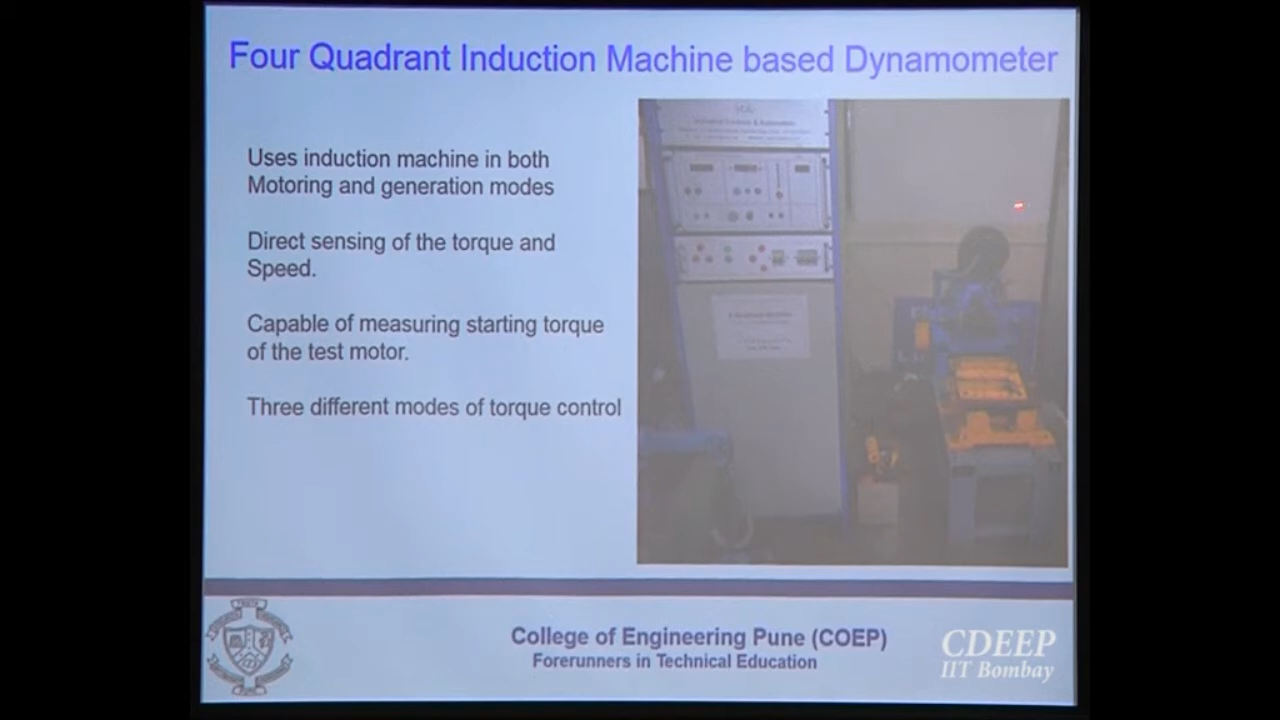 Four Quadrant Induction Machine based Dynamometer
Uses induction machine in both
Motoring and generation modes
Direct sensing of the torque and
Speed.
Capable of measuring starting torque
of the test motor.
Three different modes of torque control
College of Engineering Pune (COEP)
Forerunners in Technical Education
CDEEP
IIT Bombay